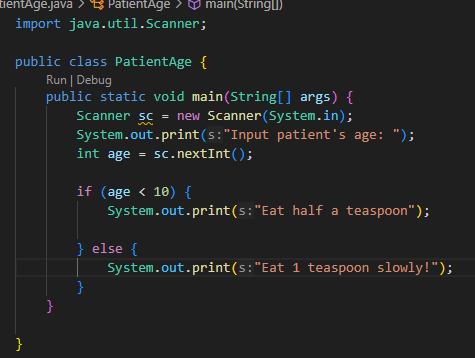 tientAge.java > PatientAge > main(String[])
import java.util.Scanner;
public class PatientAge {
Run | Debug
public static void main(String[] args) {
Scanner sc = new Scanner(System.in);
System.out.print(s:"Input patient's age: ");
int age = sc.nextInt();
if (age < 10) {
System.out.print(s:"Eat half a teaspoon");
} else {
System.out.print(s:"Eat 1 teaspoon slowly!");
}
}
}